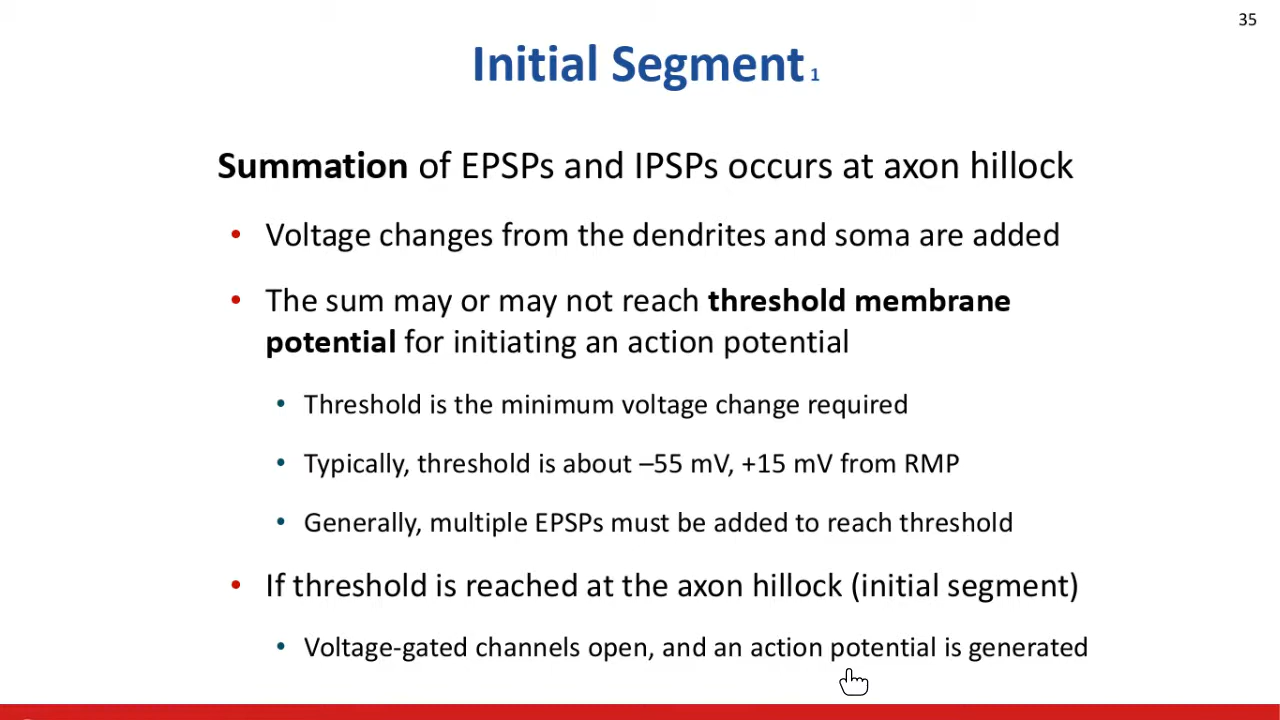 35
Initial Segment 1
Summation of EPSPs and IPSPs occurs at axon hillock
• Voltage changes from the dendrites and soma are added
• The sum may or may not reach threshold membrane
potential for initiating an action potential
• Threshold is the minimum voltage change required
• Typically, threshold is about –55 mV, +15 mV from RMP
• Generally, multiple EPSPs must be added to reach threshold
• If threshold is reached at the axon hillock (initial segment)
• Voltage-gated channels open, and an action potential is generated